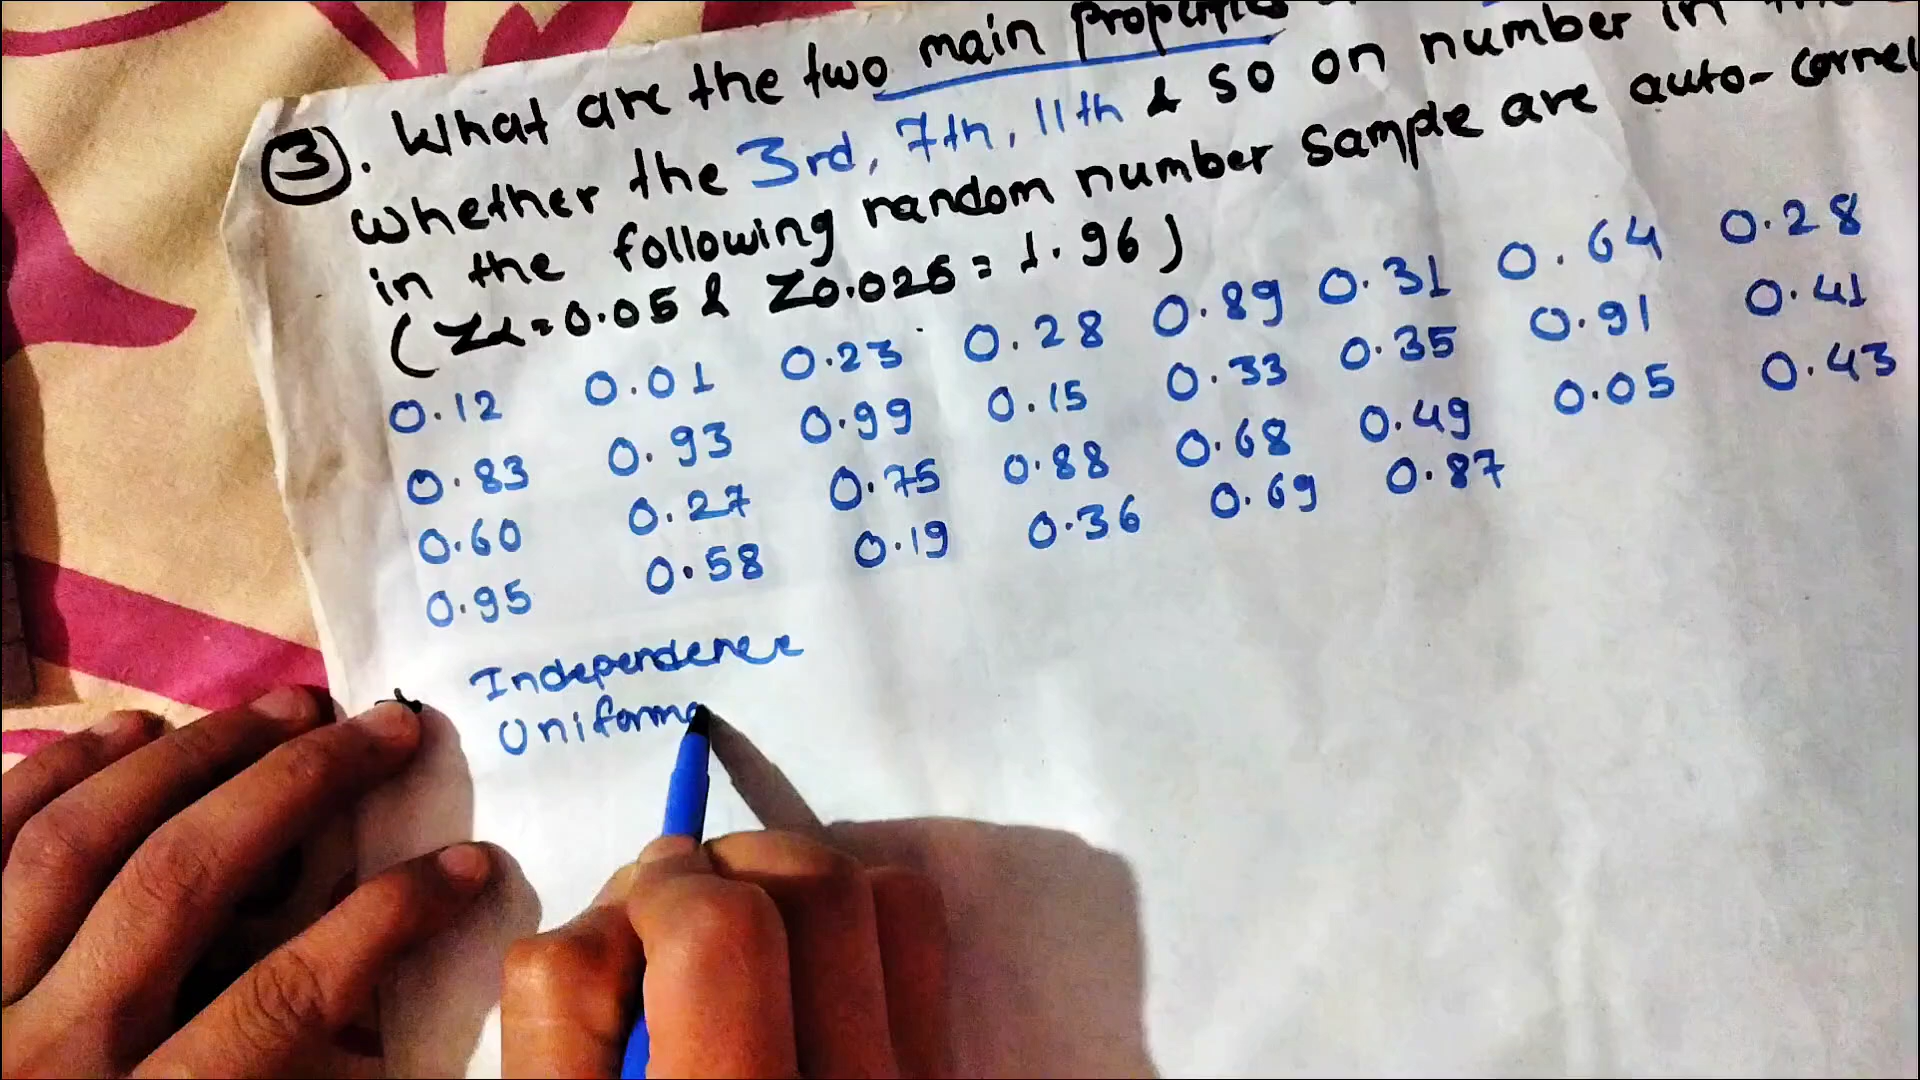 3. What are the two main properties
whether the 3rd, 7th, 11th & so on number in
in the following random number sample are auto-
(Zα=0.05 & Z0.025 = 1.96)
0.12 0.01 0.23 0.28 0.89 0.31 0.64 0.28
0.83 0.93 0.99 0.15 0.33 0.35 0.91 0.41
0.60 0.27 0.75 0.88 0.68 0.49 0.05 0.43
0.95 0.58 0.19 0.36 0.69 0.87
Independence
Uniform